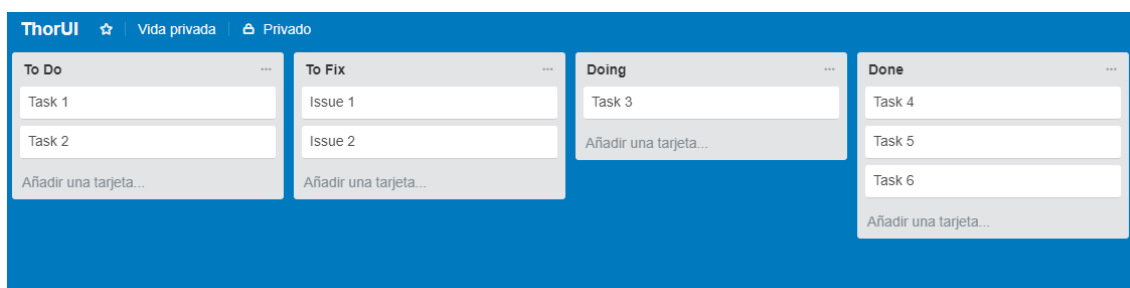 ThorUI Vida privada Privado
To Do ...
Task 1
Task 2
Añadir una tarjeta...
To Fix ...
Issue 1
Issue 2
Añadir una tarjeta...
Doing ...
Task 3
Añadir una tarjeta...
Done ...
Task 4
Task 5
Task 6
Añadir una tarjeta...